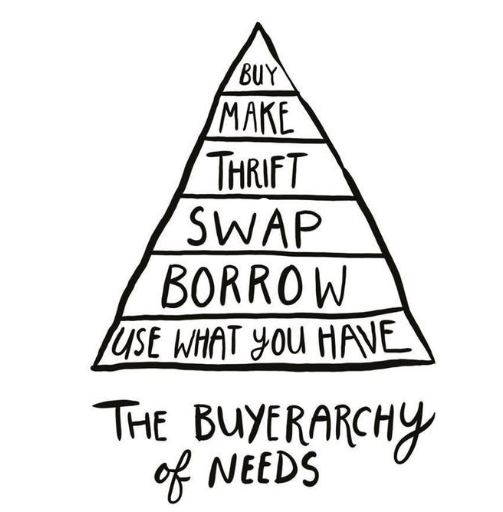 BUY
MAKE
THRIFT
SWAP
BORROW
USE WHAT YOU HAVE
THE BUYERARCHY
of NEEDS